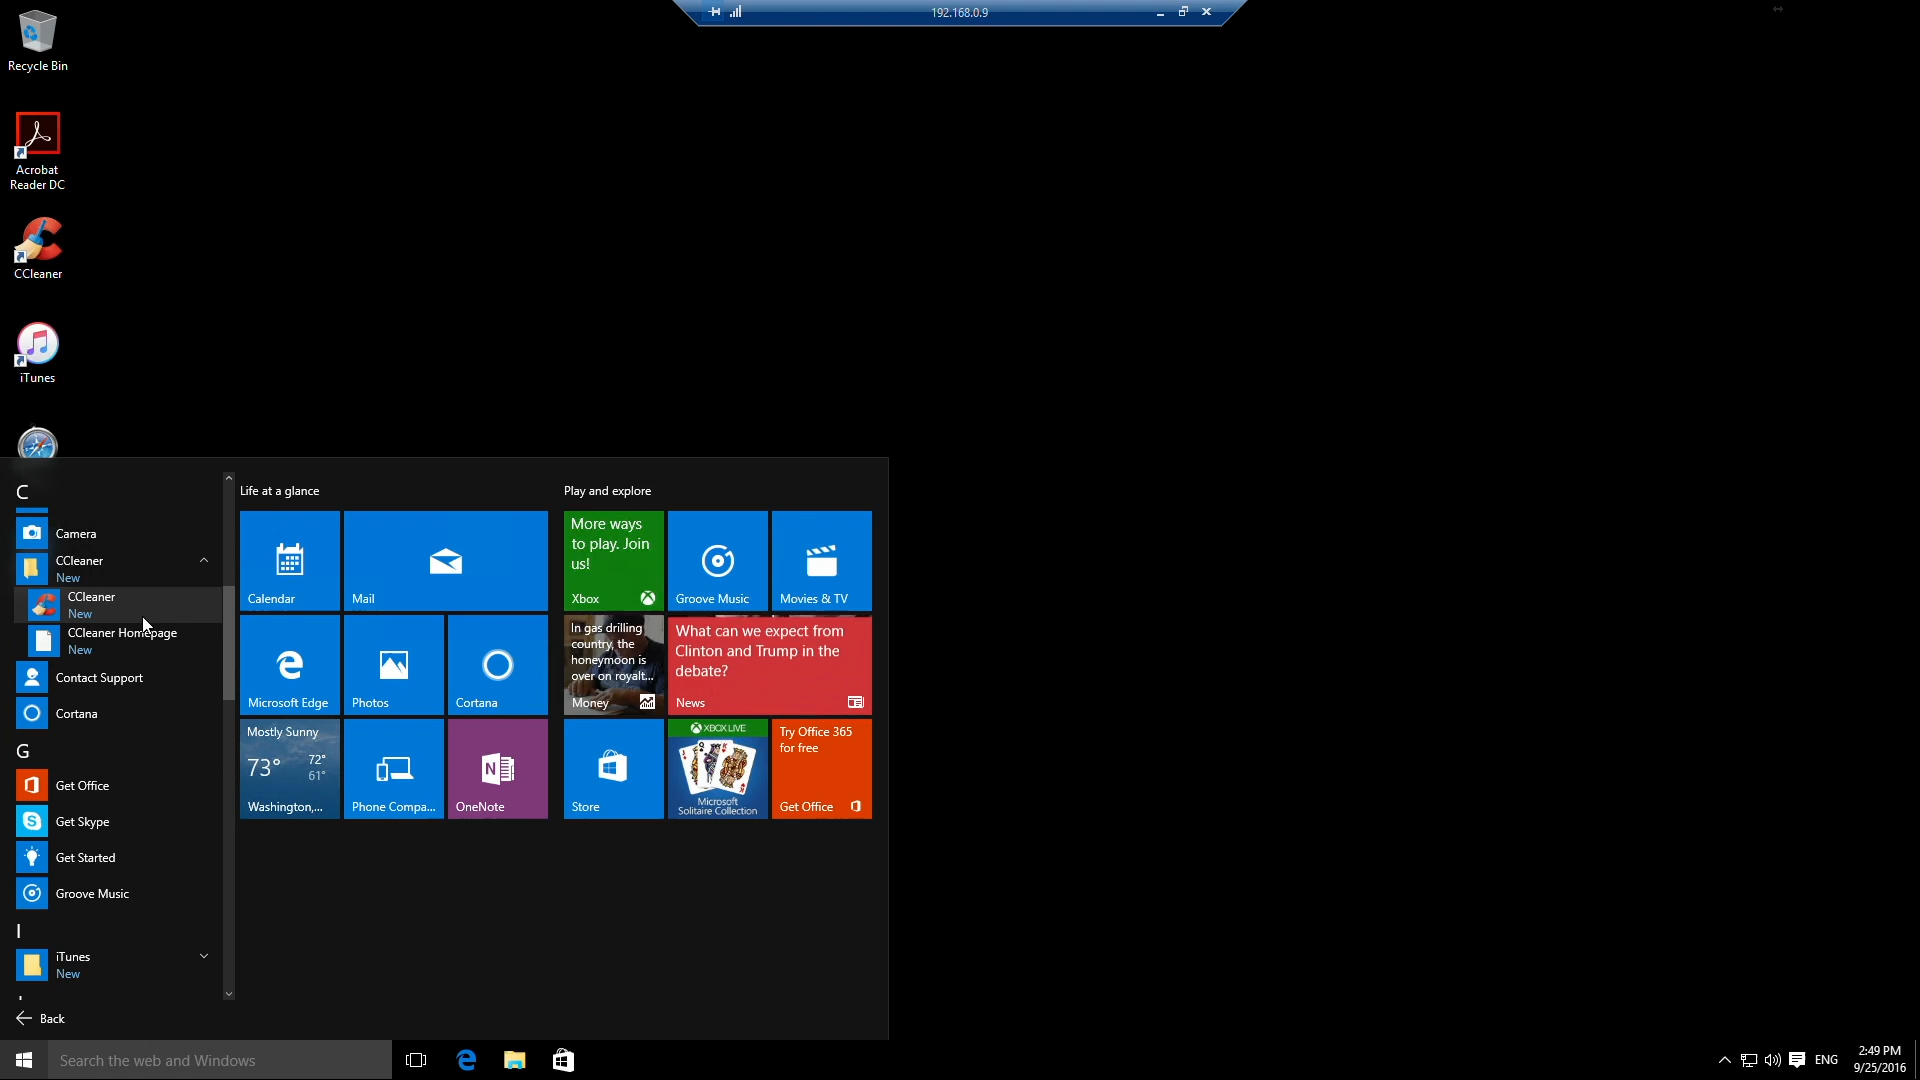 192.168.0.9
Recycle Bin
Acrobat
Reader DC
CCleaner
iTunes
C
Camera
CCleaner
New
CCleaner
New
CCleaner Homepage
New
Contact Support
Cortana
G
Get Office
Get Skype
Get Started
Groove Music
I
iTunes
New
Back
Life at a glance
Calendar
Mail
Microsoft Edge
Photos
Cortana
Mostly Sunny
73°
72°
61°
Washington,...
Phone Compa...
OneNote
Play and explore
More ways
to play. Join
us!
Xbox
Groove Music
Movies & TV
In gas drilling
country, the
honeymoon is
over on royalt...
Money
What can we expect from
Clinton and Trump in the
debate?
News
Store
XBOX LIVE
Microsoft
Solitaire Collection
Try Office 365
for free
Get Office
Search the web and Windows
ENG
2:49 PM
9/25/2016